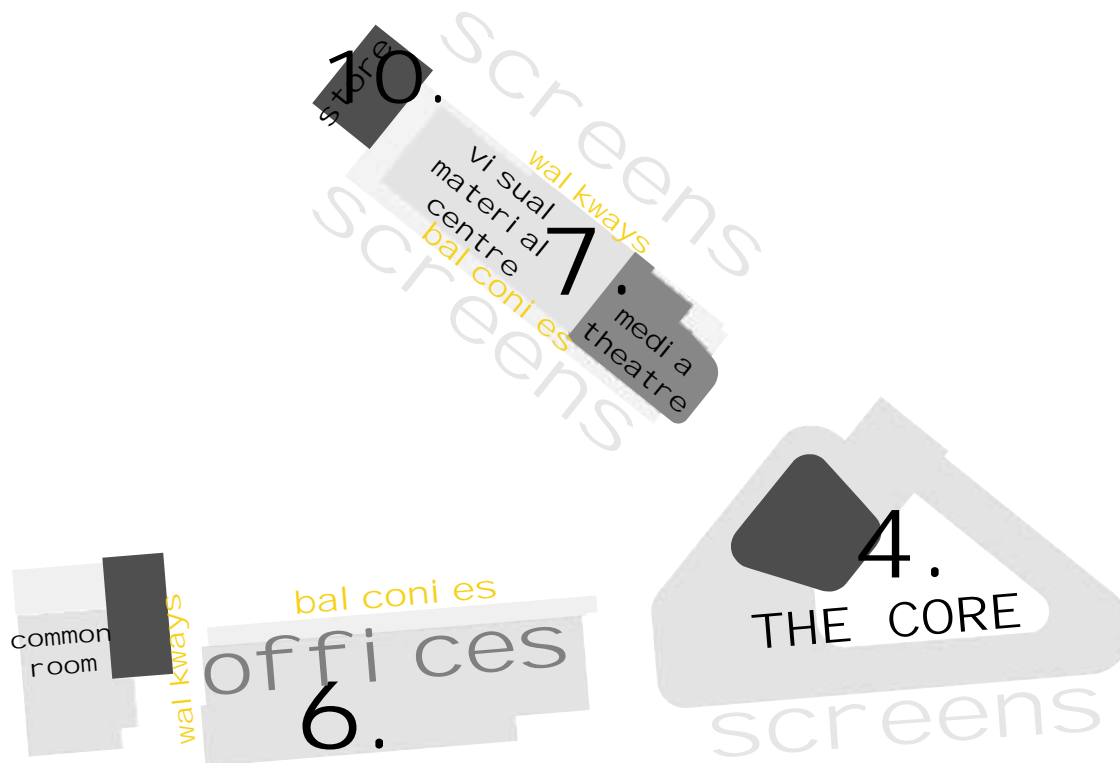 screens
store
10.
walkways
visual
material
centre
7.
balconies
screens
media
theatre
4.
THE CORE
screens
balconies
offices
6.
walkways
common
room